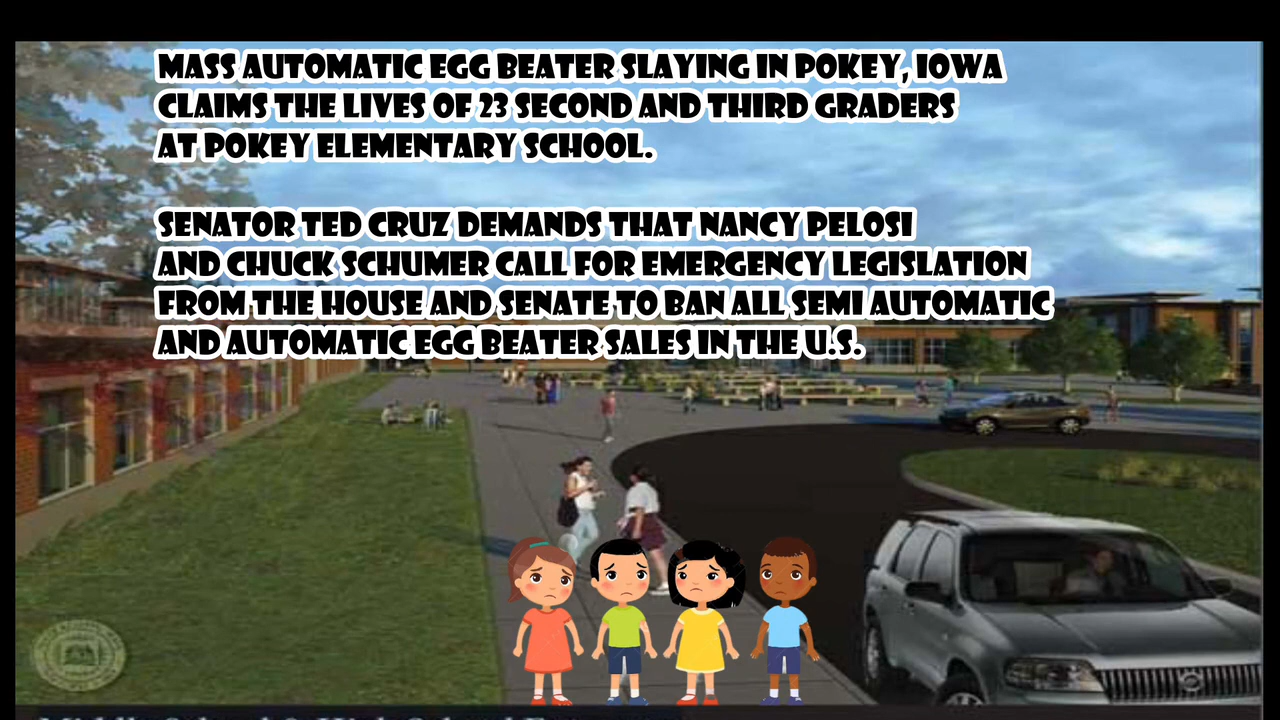 MASS AUTOMATIC EGG BEATER SLAYING IN POKEY, IOWA
CLAIMS THE LIVES OF 23 SECOND AND THIRD GRADERS
AT POKEY ELEMENTARY SCHOOL.
SENATOR TED CRUZ DEMANDS THAT NANCY PELOSI
AND CHUCK SCHUMER CALL FOR EMERGENCY LEGISLATION
FROM THE HOUSE AND SENATE TO BAN ALL SEMI AUTOMATIC
AND AUTOMATIC EGG BEATER SALES IN THE U.S.